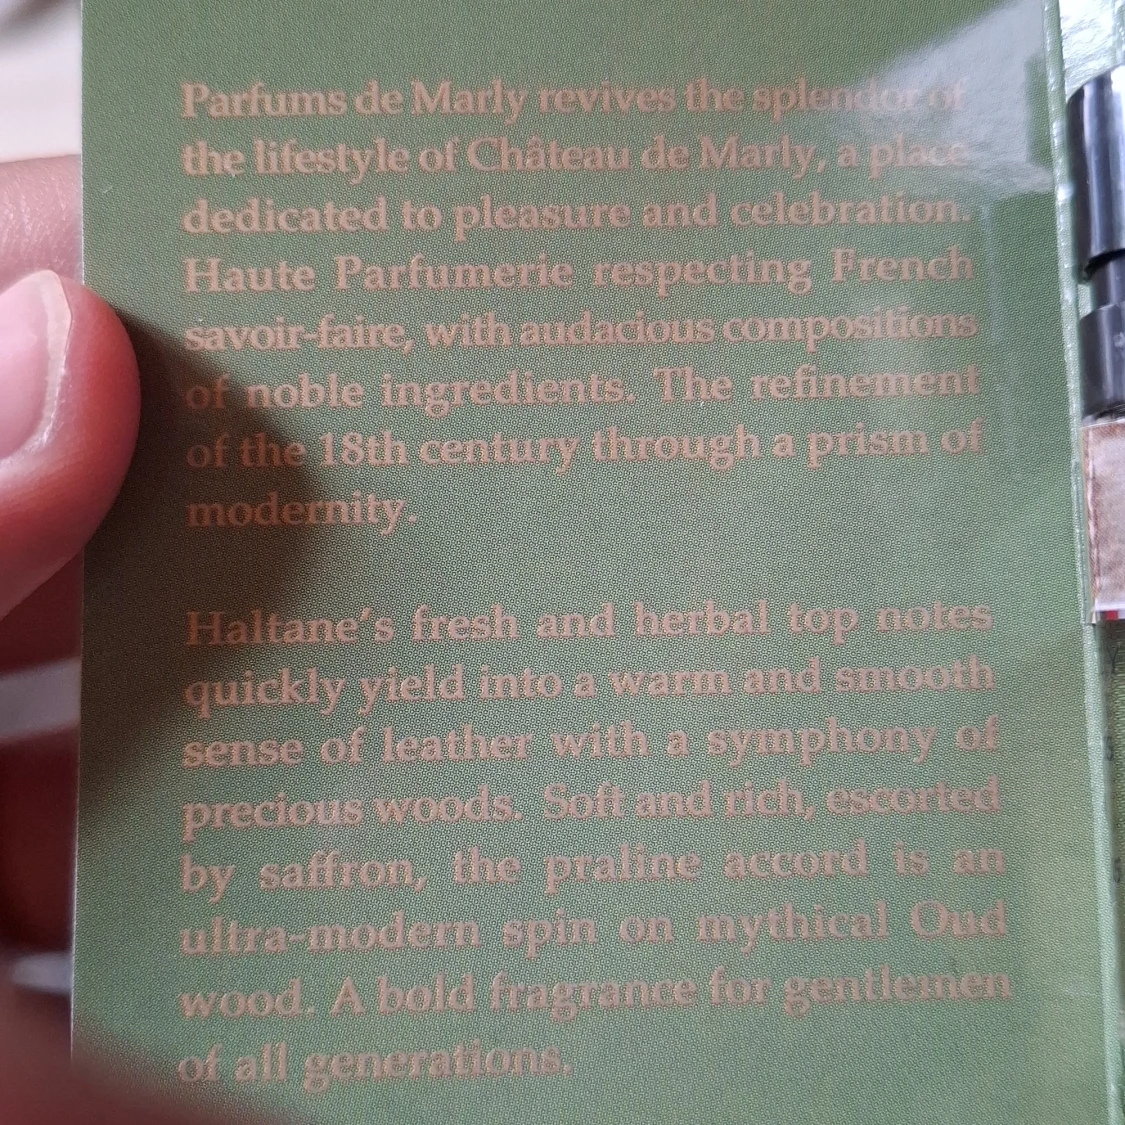 Parfums de Marly revives the splendor of
the lifestyle of Château de Marly, a place
dedicated to pleasure and celebration.
Haute Parfumerie respecting French
savoir-faire, with audacious compositions
of noble ingredients. The refinement
of the 18th century through a prism of
modernity.
Haltane's fresh and herbal top notes
quickly yield into a warm and smooth
sense of leather with a symphony of
precious woods. Soft and rich, escorted
by saffron, the praline accord is an
ultra-modern spin on mythical Oud
wood. A bold fragrance for gentlemen
of all generations.